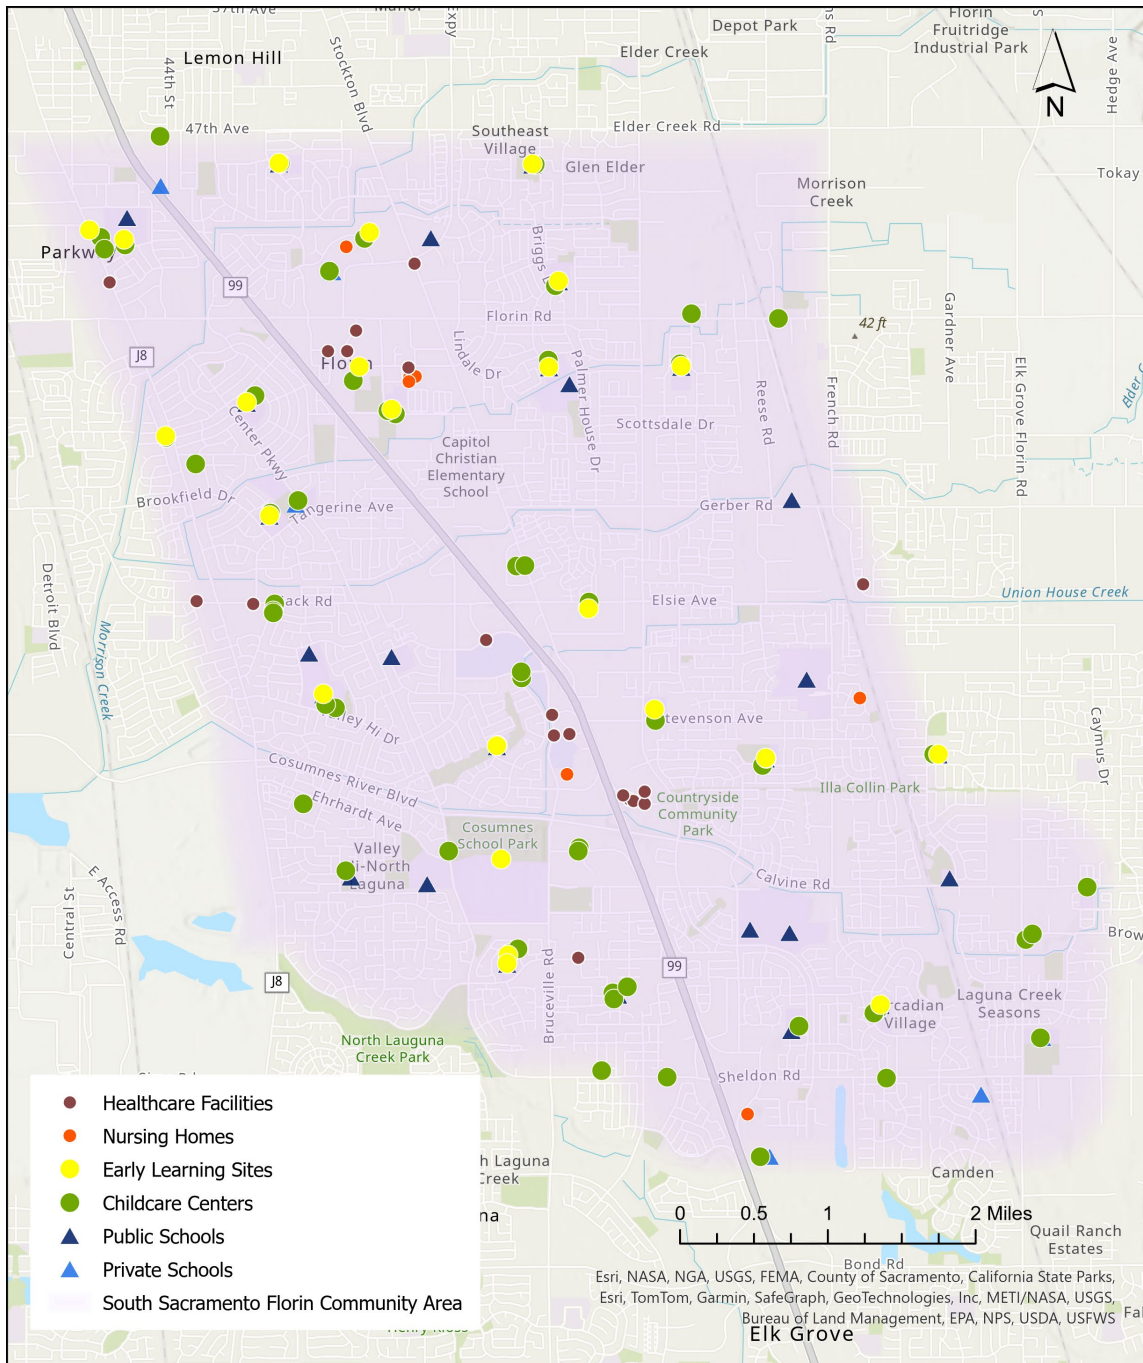 57th Ave
Expy
Depot Park
Florin
Fruitridge
Industrial Park
Hedge Ave
Lemon Hill
44th St
Stockton Blvd
Elder Creek
N
47th Ave
Southeast
Village
Elder Creek Rd
Glen Elder
Tokay
Morrison
Creek
Briggs
99
Florin Rd
42 ft
Gardner Ave
J8
Lindale Dr
Palmer House Dr
Reese Rd
French Rd
Elk Grove Florin Rd
Center Pkwy
Scottsdale Dr
Capitol
Christian
Elementary
School
Brookfield Dr
Gerber Rd
Detroit Blvd
Morrison Creek
Elsie Ave
Union House Creek
Caymus Dr
Cosumnes River Blvd
Ehrhardt Ave
Illa Collin Park
Countryside
Community
Park
Cosumnes
School Park
Valley
Laguna
Calvine Rd
Central St
E Access Rd
Brow
J8
99
Bruceville Rd
Laguna Creek
Seasons
Village
North Lauguna
Creek Park
Sheldon Rd
Healthcare Facilities
Nursing Homes
Early Learning Sites
Childcare Centers
Public Schools
Private Schools
South Sacramento Florin Community Area
h Laguna
Creek
na
Camden
0 0.5 1 2 Miles
Quail Ranch
Estates
Bond Rd
Esri, NASA, NGA, USGS, FEMA, County of Sacramento, California State Parks,
Esri, TomTom, Garmin, SafeGraph, GeoTechnologies, Inc, METI/NASA, USGS,
Bureau of Land Management, EPA, NPS, USDA, USFWS
Elk Grove